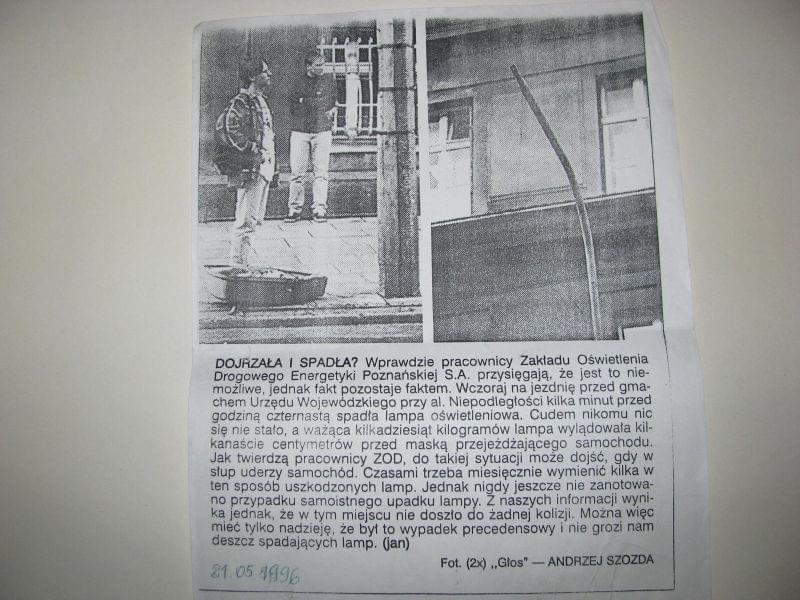 DOJRZAŁA I SPADŁA? Wprawdzie pracownicy Zakładu Oświetlenia
Drogowego Energetyki Poznańskiej S.A. przysięgają, że jest to nie-
możliwe, jednak fakt pozostaje faktem. Wczoraj na jezdnię przed gma-
chem Urzędu Wojewódzkiego przy al. Niepodległości kilka minut przed
godziną czternastą spadła lampa oświetleniowa. Cudem nikomu nic
się nie stało, a ważąca kilkadziesiąt kilogramów lampa wylądowała kil-
kanaście centymetrów przed maską przejeżdżającego samochodu.
Jak twierdzą pracownicy ZOD, do takiej sytuacji może dojść, gdy w
słup uderzy samochód. Czasami trzeba miesięcznie wymienić kilka w
ten sposób uszkodzonych lamp. Jednak nigdy jeszcze nie zanotowa-
no przypadku samoistnego upadku lampy. Z naszych informacji wyni-
ka jednak, że w tym miejscu nie doszło do żadnej kolizji. Można więc
mieć tylko nadzieję, że był to wypadek precedensowy i nie grozi nam
deszcz spadających lamp. (jan)
Fot. (2x) ,,Głos" — ANDRZEJ SZOZDA
21.05.1996